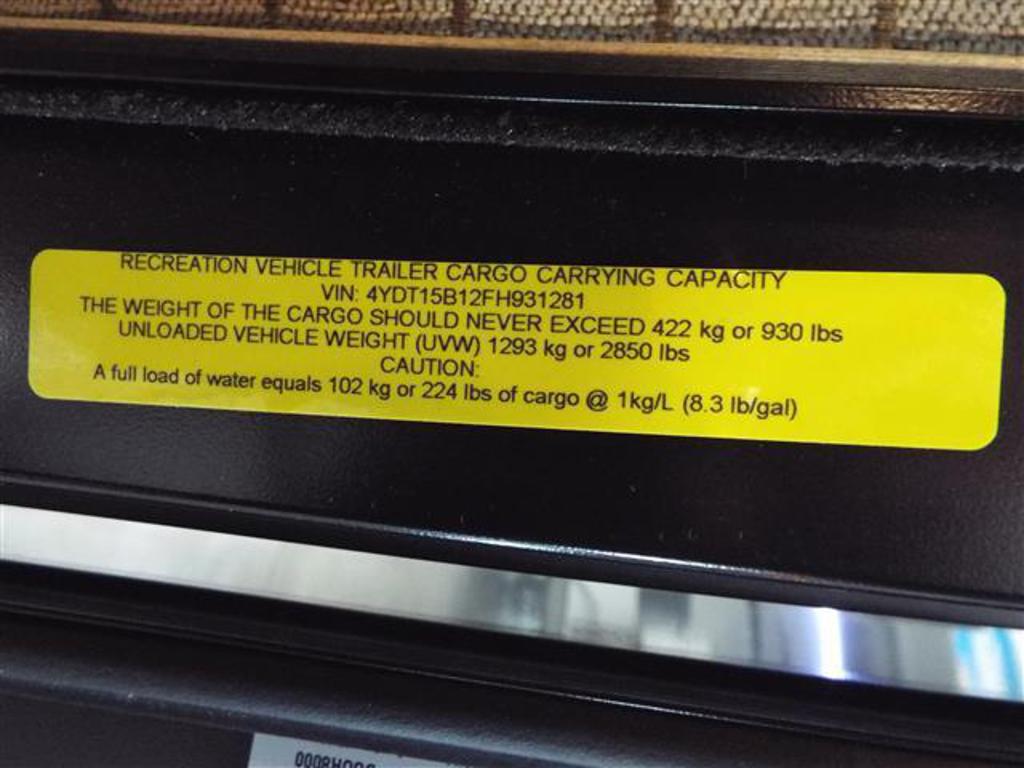 RECREATION VEHICLE TRAILER CARGO CARRYING CAPACITY
VIN: 4YDT15B12FH931281
THE WEIGHT OF THE CARGO SHOULD NEVER EXCEED 422 kg or 930 lbs
UNLOADED VEHICLE WEIGHT (UVW) 1293 kg or 2850 lbs
CAUTION:
A full load of water equals 102 kg or 224 lbs of cargo @ 1kg/L (8.3 lb/gal)